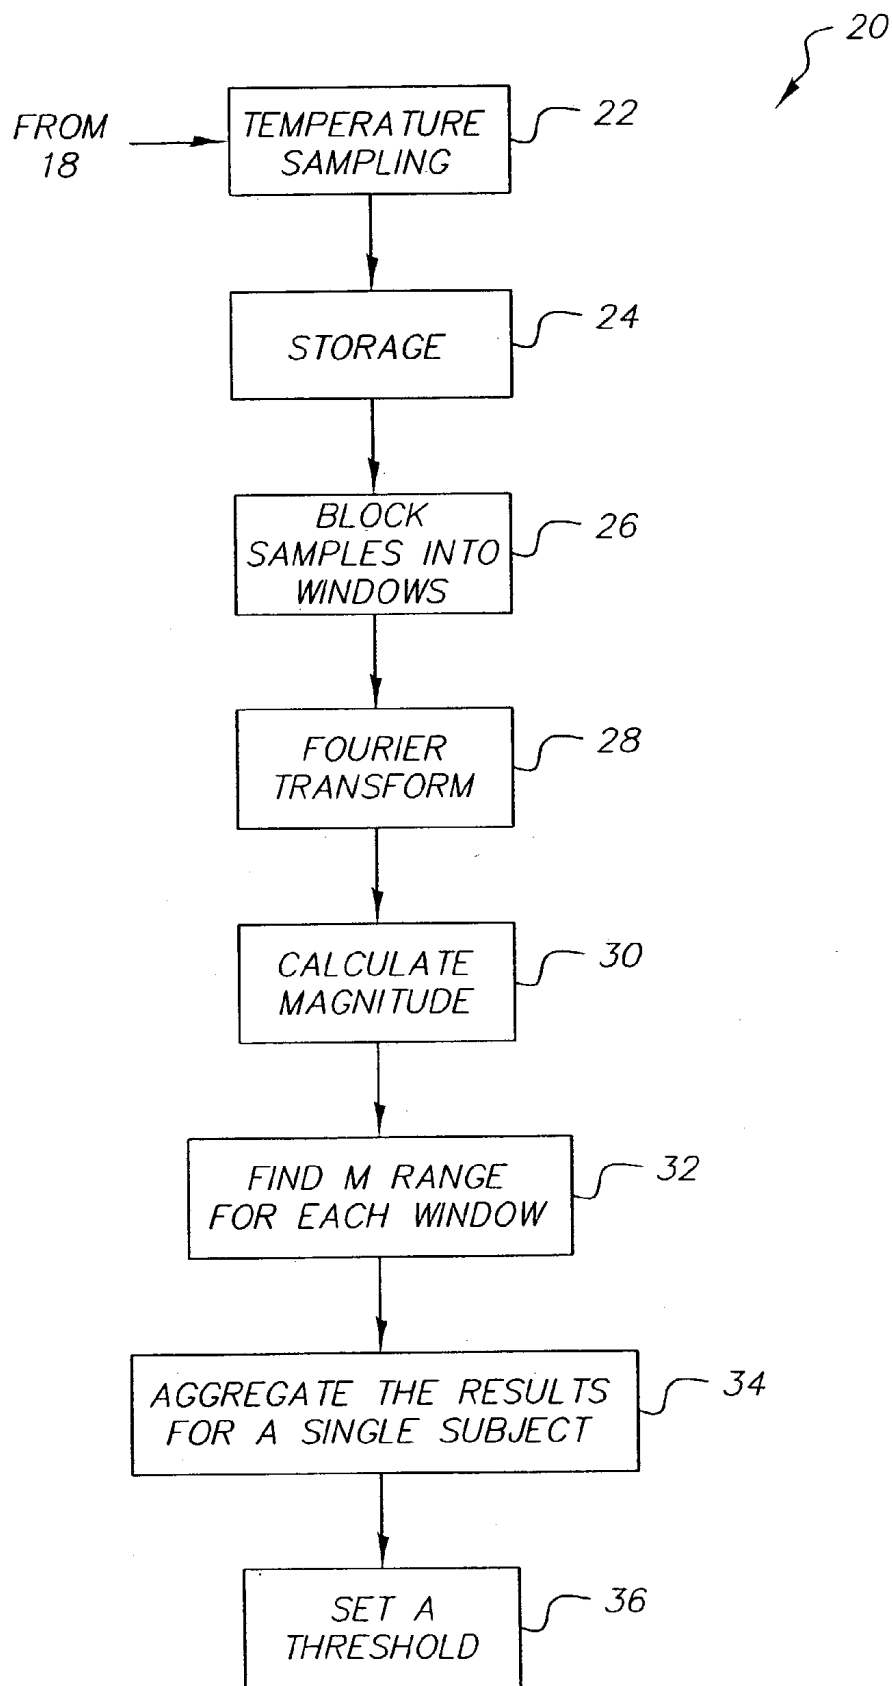 20
FROM
18
TEMPERATURE
SAMPLING
22
STORAGE
24
BLOCK
SAMPLES INTO
WINDOWS
26
FOURIER
TRANSFORM
28
CALCULATE
MAGNITUDE
30
FIND M RANGE
FOR EACH WINDOW
32
AGGREGATE THE RESULTS
FOR A SINGLE SUBJECT
34
SET A
THRESHOLD
36